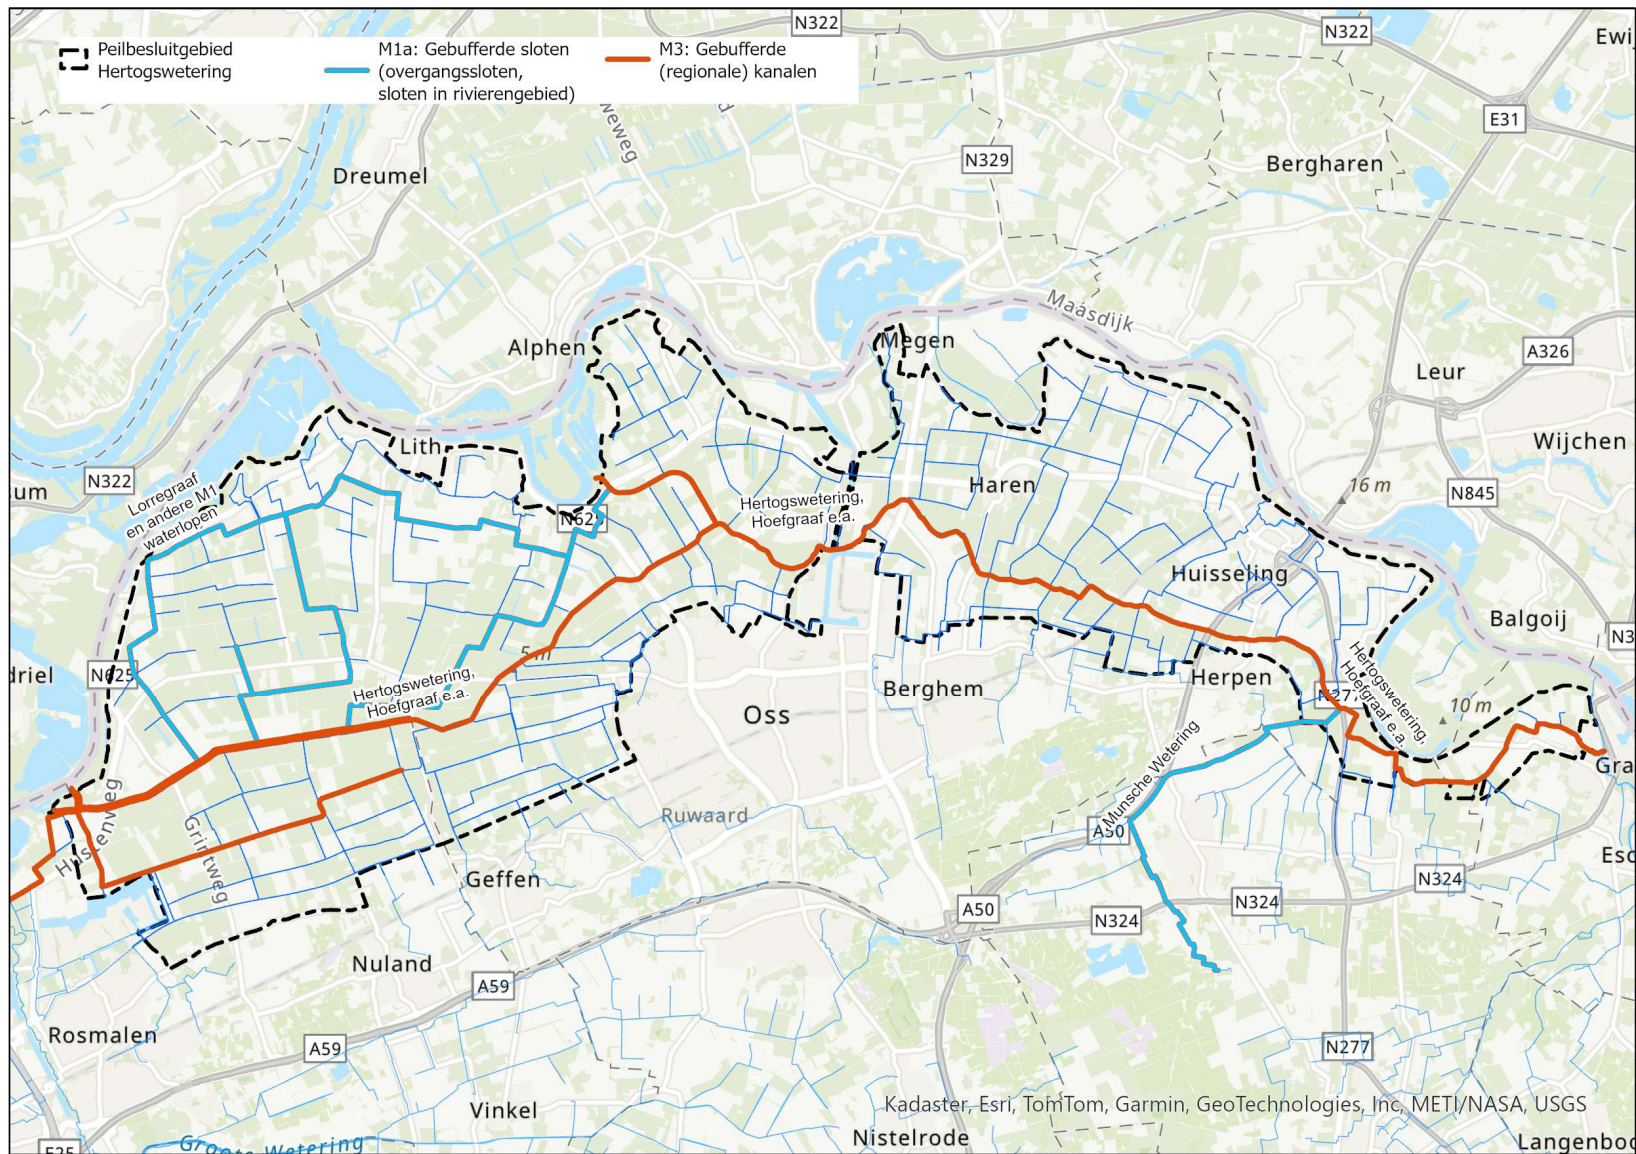 Peilbesluitgebied
Hertogswetering
M1a: Gebufferde sloten
(overgangssloten,
sloten in rivierengebied)
M3: Gebufferde
(regionale) kanalen
N322
N322
E31
N329
Bergharen
Dreumel
Maasdijk
Alphen
Megen
A326
Leur
Lith
Wijchen
N322
Lorregraaf
en andere M1
waterlopen
Haren
16 m
N845
Hertogswetering,
Hoefgraaf e.a.
Huisseling
Balgoij
N625
5 m
Hertogswetering,
Hoefgraaf e.a.
Herpen
Berghem
Oss
Hertogswetering,
Hoefgraaf e.a.
10 m
Munsche Wetering
A50
Ruwaard
Grintweg
Geffen
N324
N324
N324
A50
Nuland
A59
Rosmalen
A59
N277
Vinkel
Kadaster, Esri, TomTom, Garmin, GeoTechnologies, Inc, METI/NASA, USGS
Nistelrode
Groote Wetering